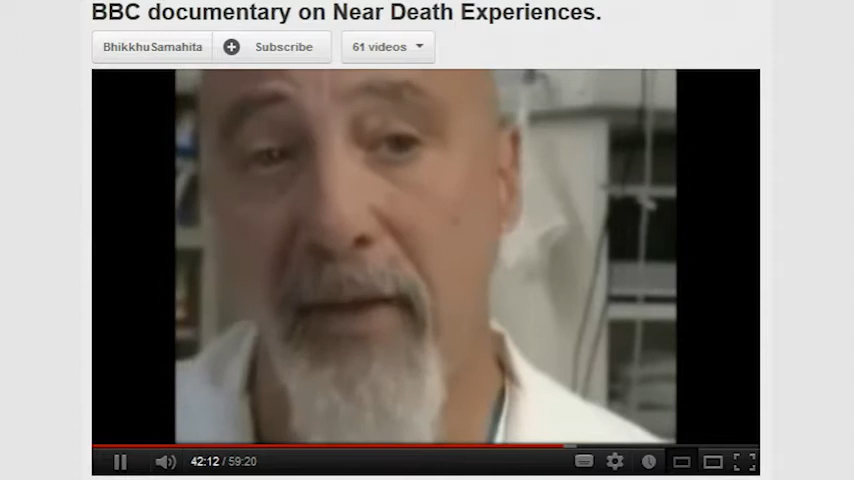 BBC documentary on Near Death Experiences.
BhikkhuSamahita Subscribe 61 videos
42:12 / 59:20